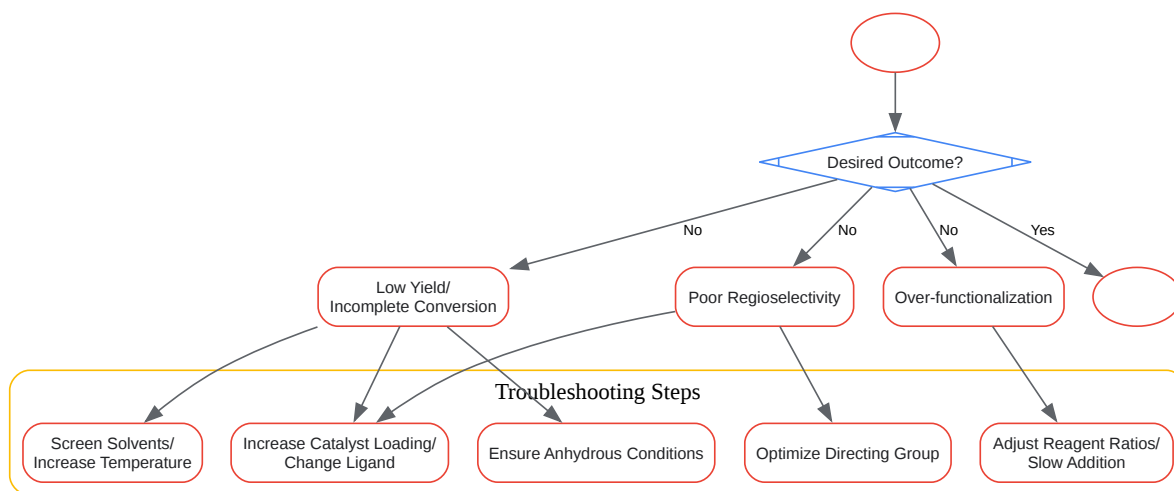 Desired Outcome?
No
No
No
Yes
Low Yield/
Incomplete Conversion
Poor Regioselectivity
Over-functionalization
Troubleshooting Steps
Screen Solvents/
Increase Temperature
Increase Catalyst Loading/
Change Ligand
Ensure Anhydrous Conditions
Optimize Directing Group
Adjust Reagent Ratios/
Slow Addition